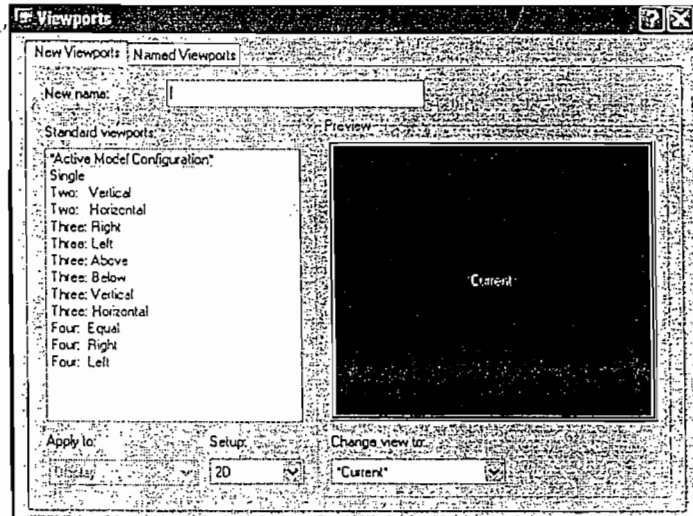 Viewports
New Viewports Named Viewports
New name:
Standard viewports:
Preview
*Active Model Configuration*
Single
Two: Vertical
Two: Horizontal
Three: Right
Three: Left
Three: Above
Three: Below
Three: Vertical
Three: Horizontal
Four: Equal
Four: Right
Four: Left
*Current*
Apply to:
Setup:
Change view to:
Display
2D
*Current*